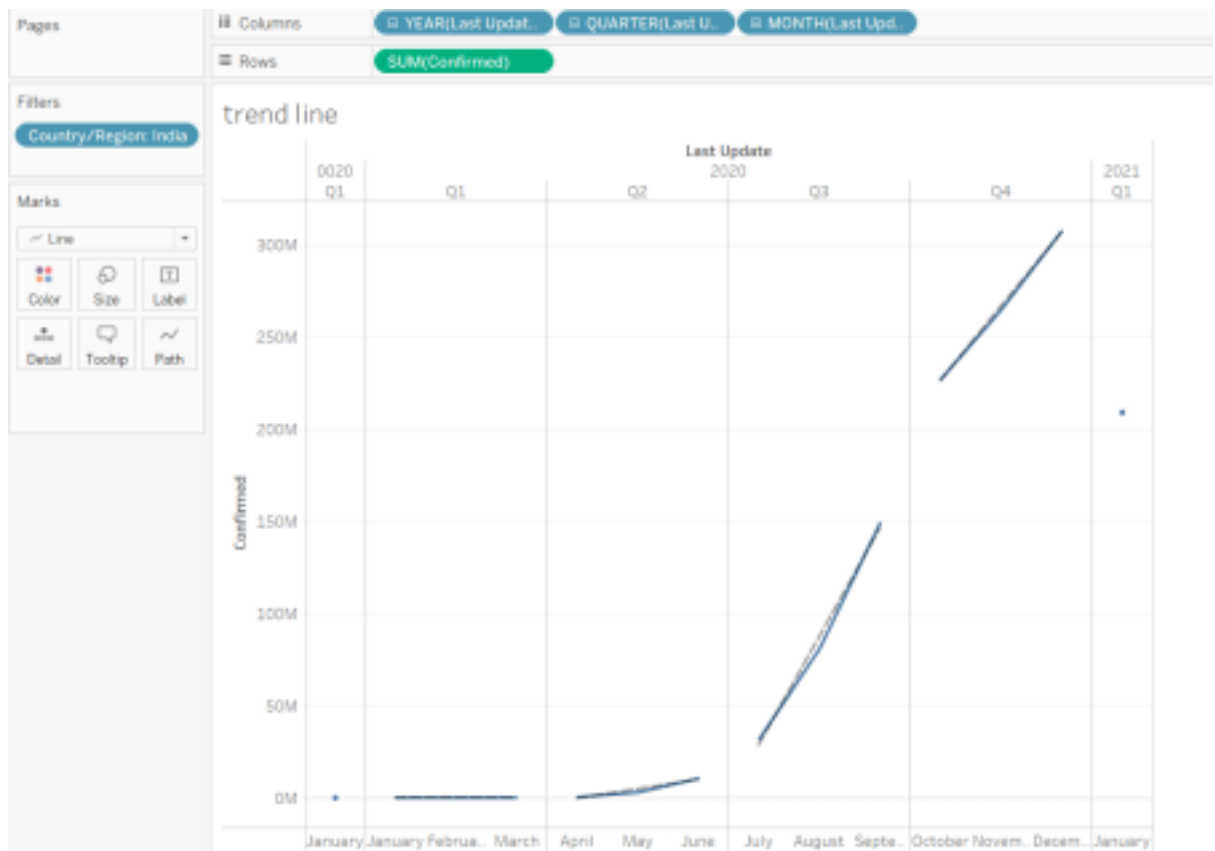 Pages
Columns
YEAR(Last Updat..
QUARTER(Last U..
MONTH(Last Upd..
Rows
SUM(Confirmed)
Filters
Country/Region: India
Marks
Line
Color
Size
Label
Detail
Tooltip
Path
trend line
Last Update
0020
2020
2021
Q1
Q1
Q2
Q3
Q4
Q1
Confirmed
300M
250M
200M
150M
100M
50M
0M
January
January
Februa..
March
April
May
June
July
August
Septe..
October
Novem..
Decem..
January